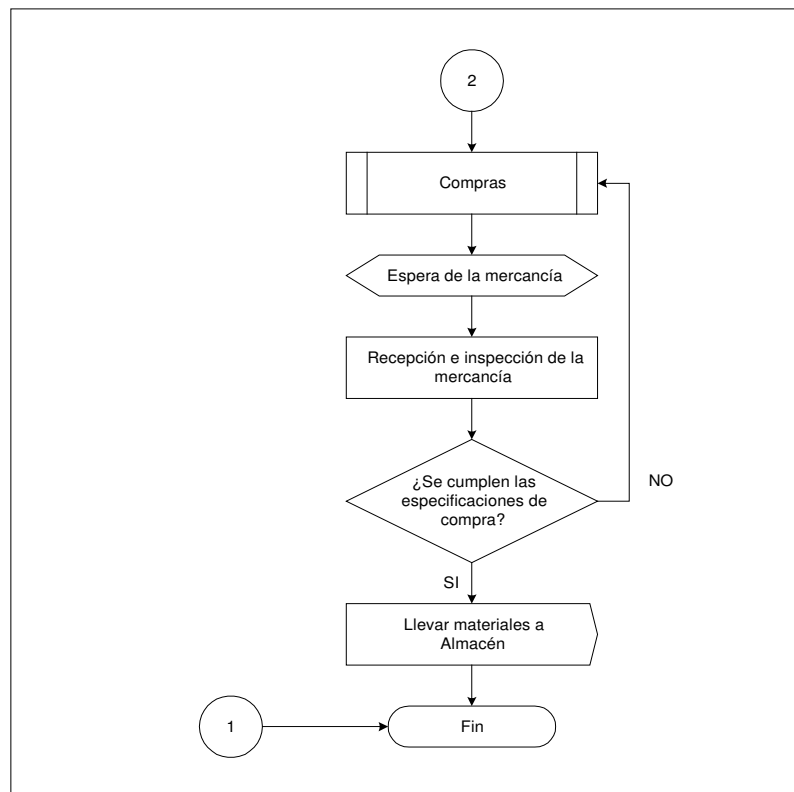 2
Compras
Espera de la mercancía
Recepción e inspección de la
mercancía
¿Se cumplen las
especificaciones de
compra?
NO
SI
Llevar materiales a
Almacén
1
Fin